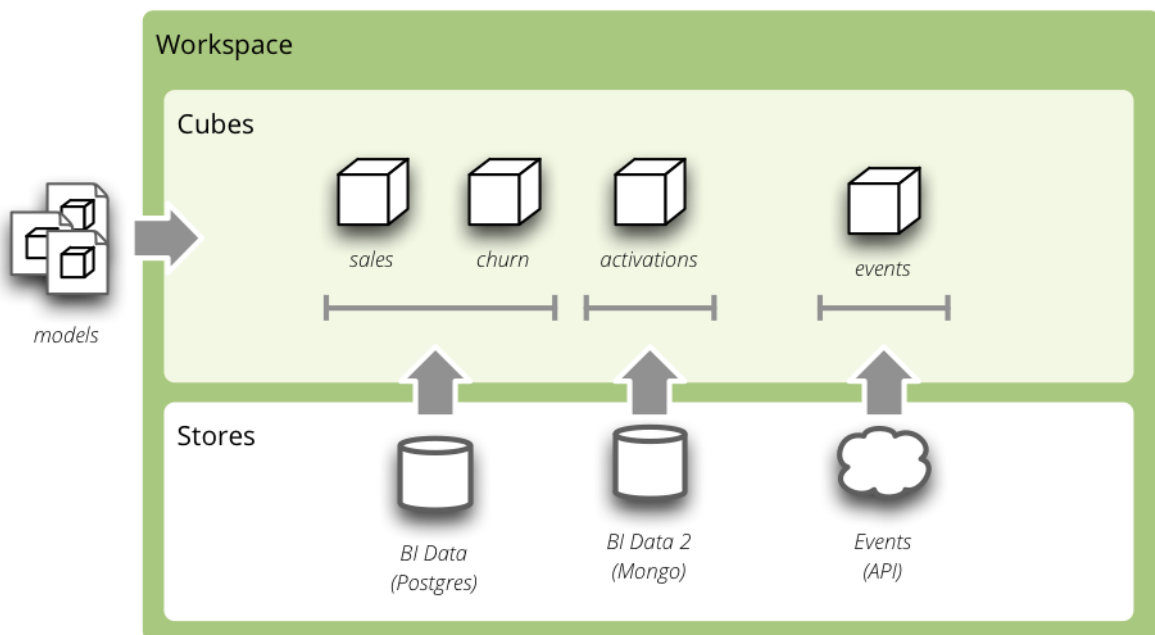 Workspace
Cubes
sales
churn
activations
events
models
Stores
BI Data
(Postgres)
BI Data 2
(Mongo)
Events
(API)